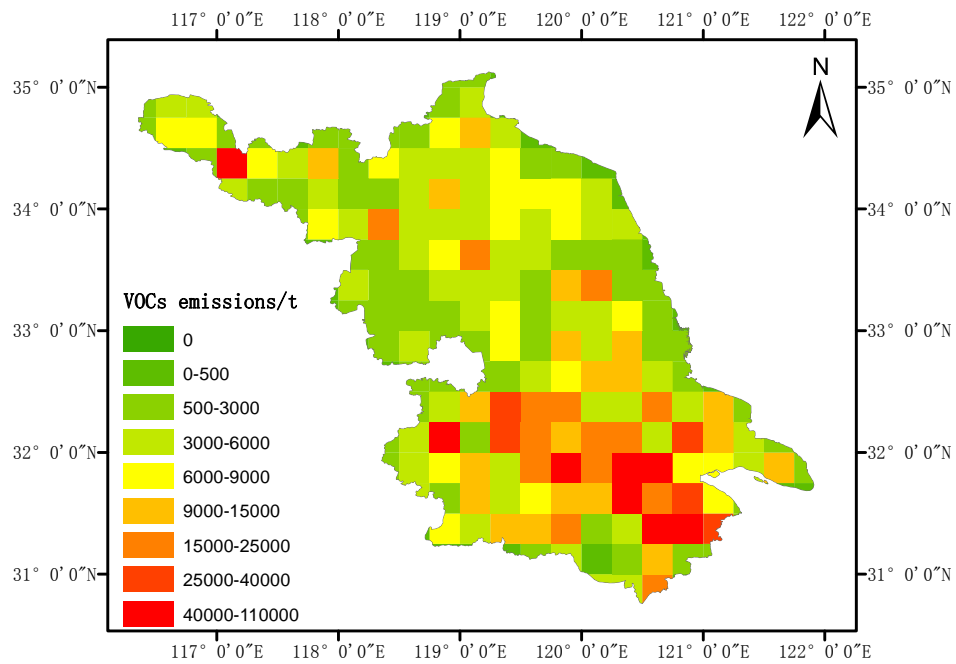 117° 0′0″E 118° 0′0″E 119° 0′0″E 120° 0′0″E 121° 0′0″E 122° 0′0″E
N
35° 0′0″N 35° 0′0″N
34° 0′0″N 34° 0′0″N
33° 0′0″N 33° 0′0″N
32° 0′0″N 32° 0′0″N
31° 0′0″N 31° 0′0″N
VOCs emissions/t
0
0-500
500-3000
3000-6000
6000-9000
9000-15000
15000-25000
25000-40000
40000-110000
117° 0′0″E 118° 0′0″E 119° 0′0″E 120° 0′0″E 121° 0′0″E 122° 0′0″E